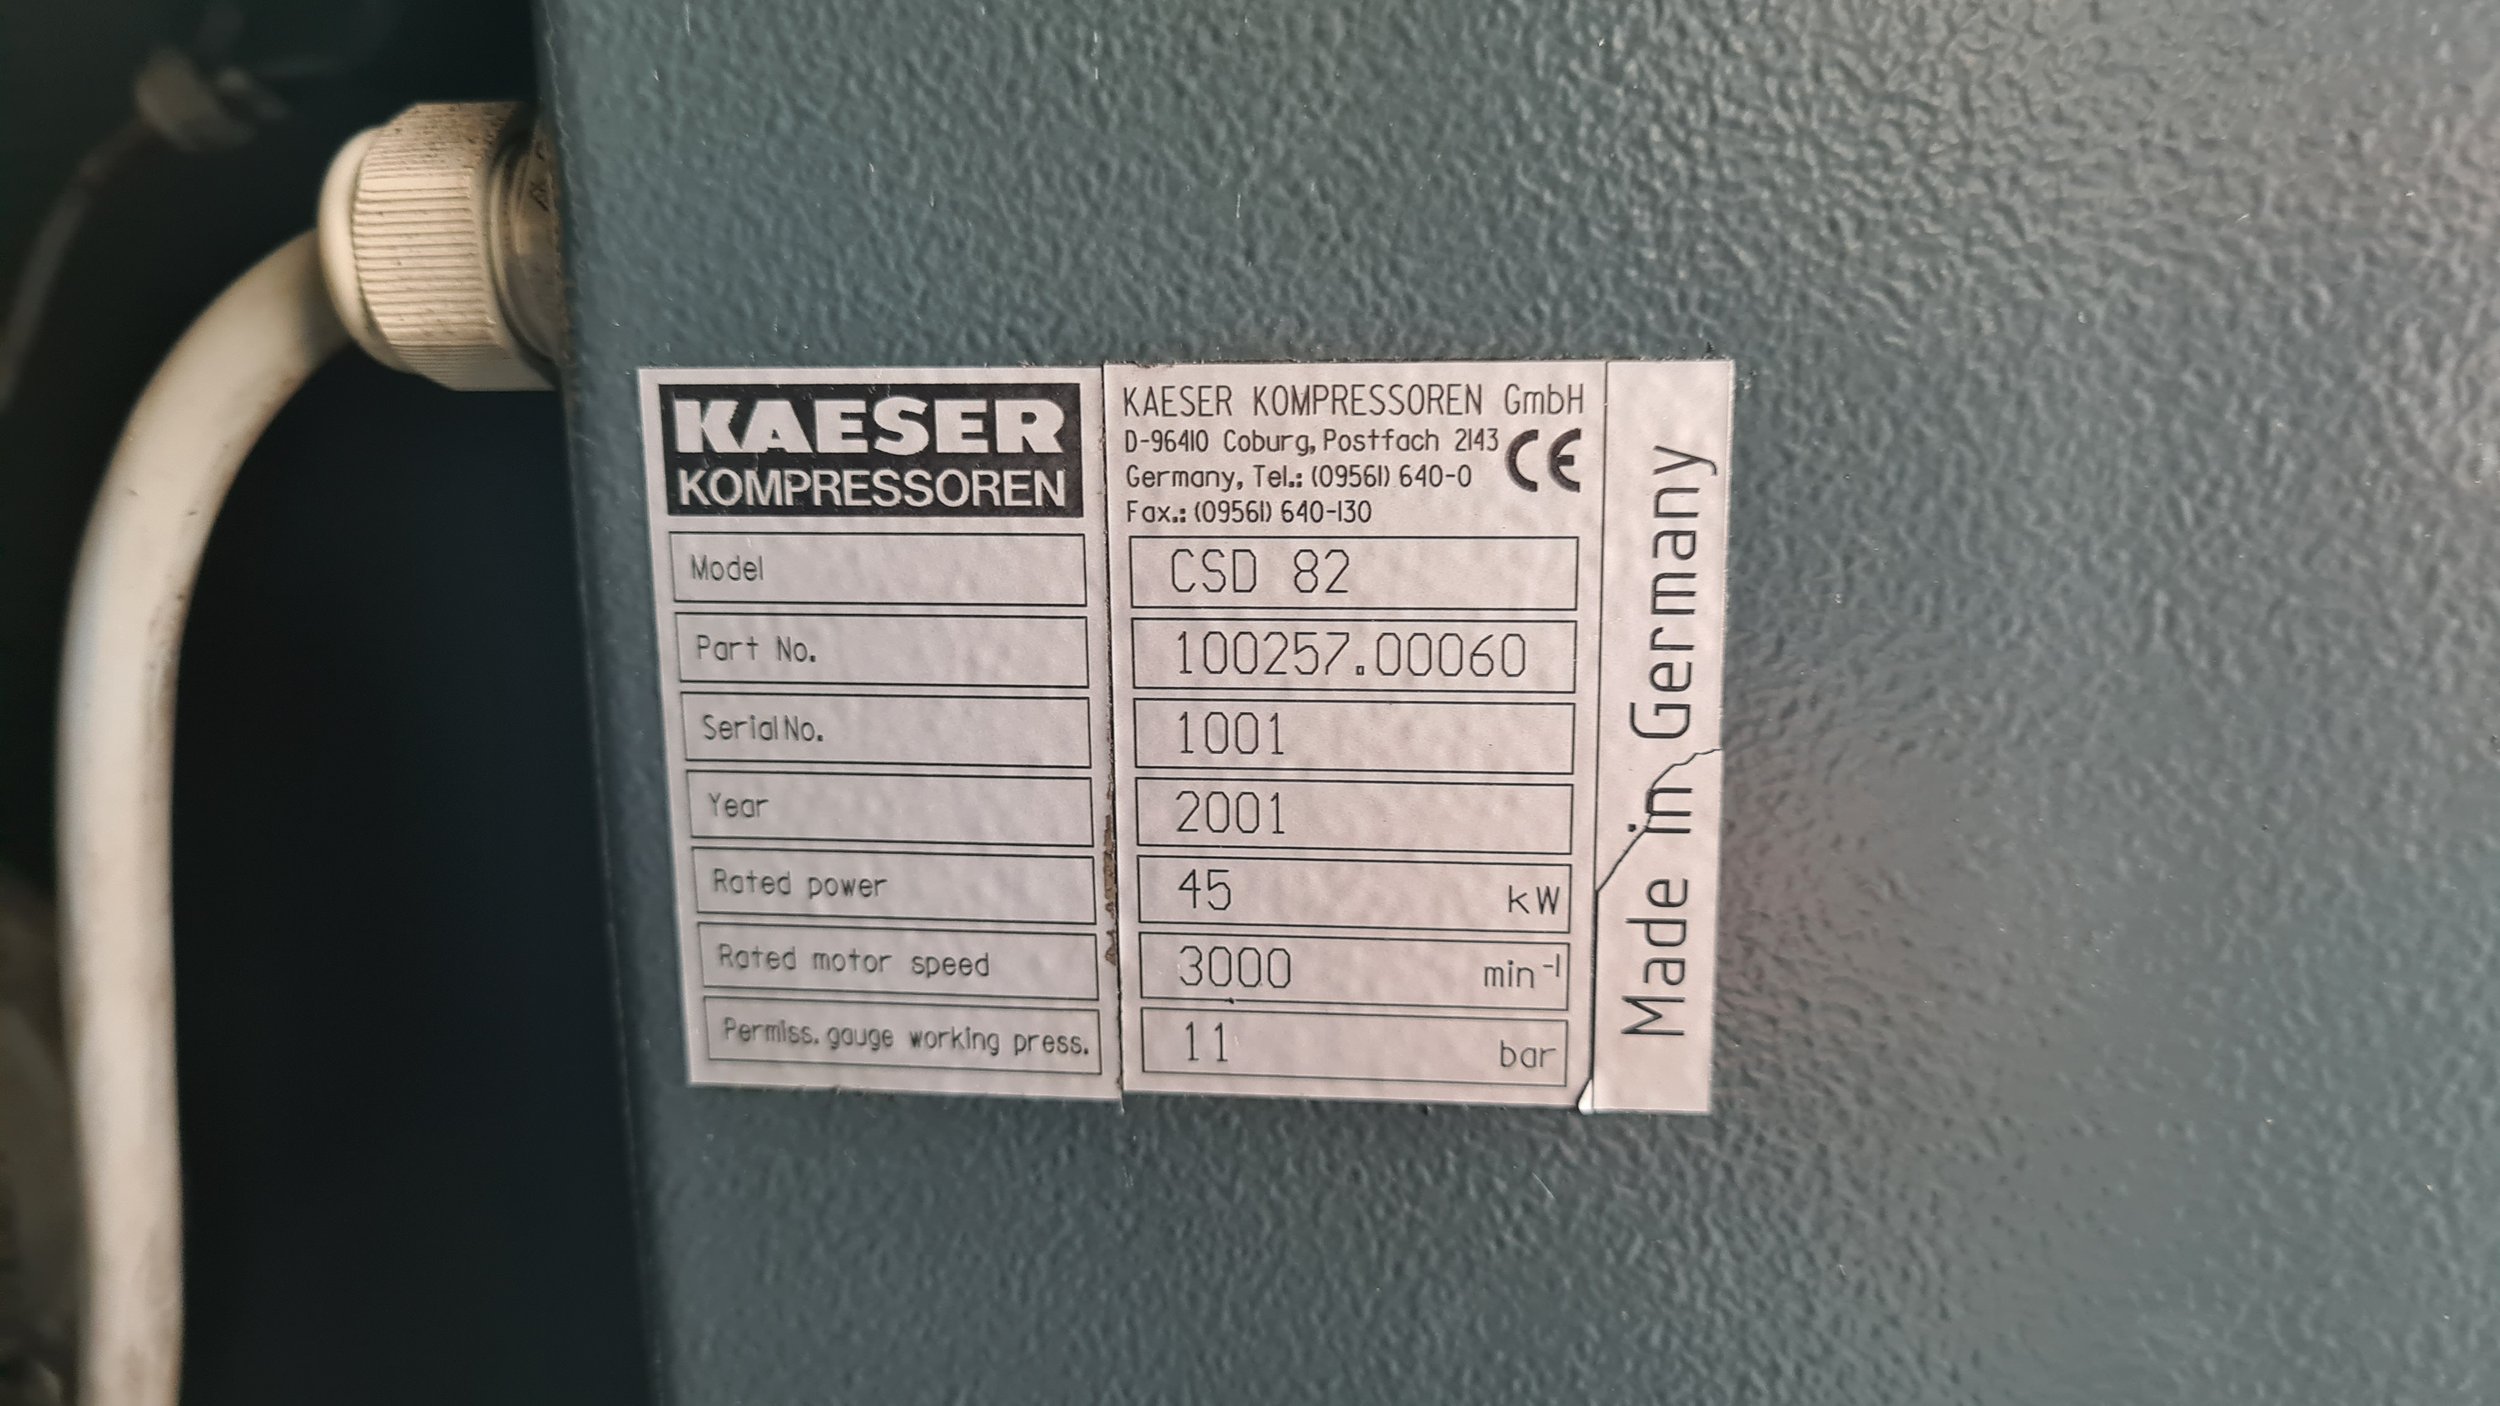 KAESER
KOMPRESSOREN
KAESER KOMPRESSOREN GmbH
D-96410 Coburg, Postfach 2143
Germany, Tel.: (09561) 640-0
Fax.: (09561) 640-130
CE
Model CSD 82
Part No. 100257.00060
Serial No. 1001
Year 2001
Rated power 45 kW
Rated motor speed 3000 min⁻¹
Permiss. gauge working press. 11 bar
Made in Germany